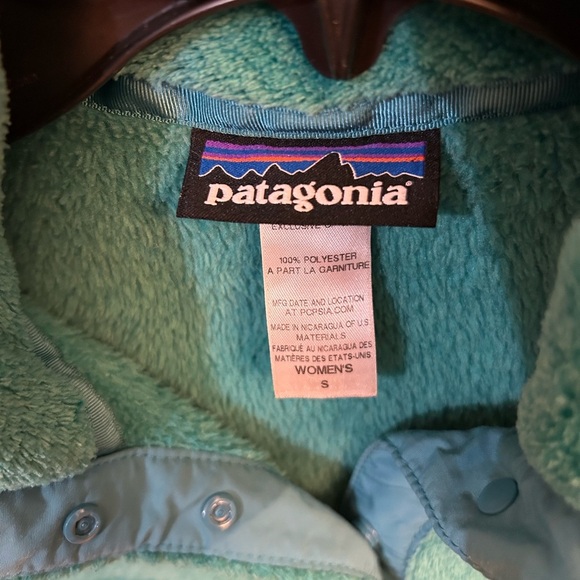 patagonia®
EXCLUSIVE
100% POLYESTER
A PART LA GARNITURE
MFG DATE AND LOCATION
AT PCPSIA.COM
MADE IN NICARAGUA OF U.S.
MATERIALS
FABRIQUÉ AU NICARAGUA DES
MATIÈRES DES ETATS-UNIS
WOMEN'S
S